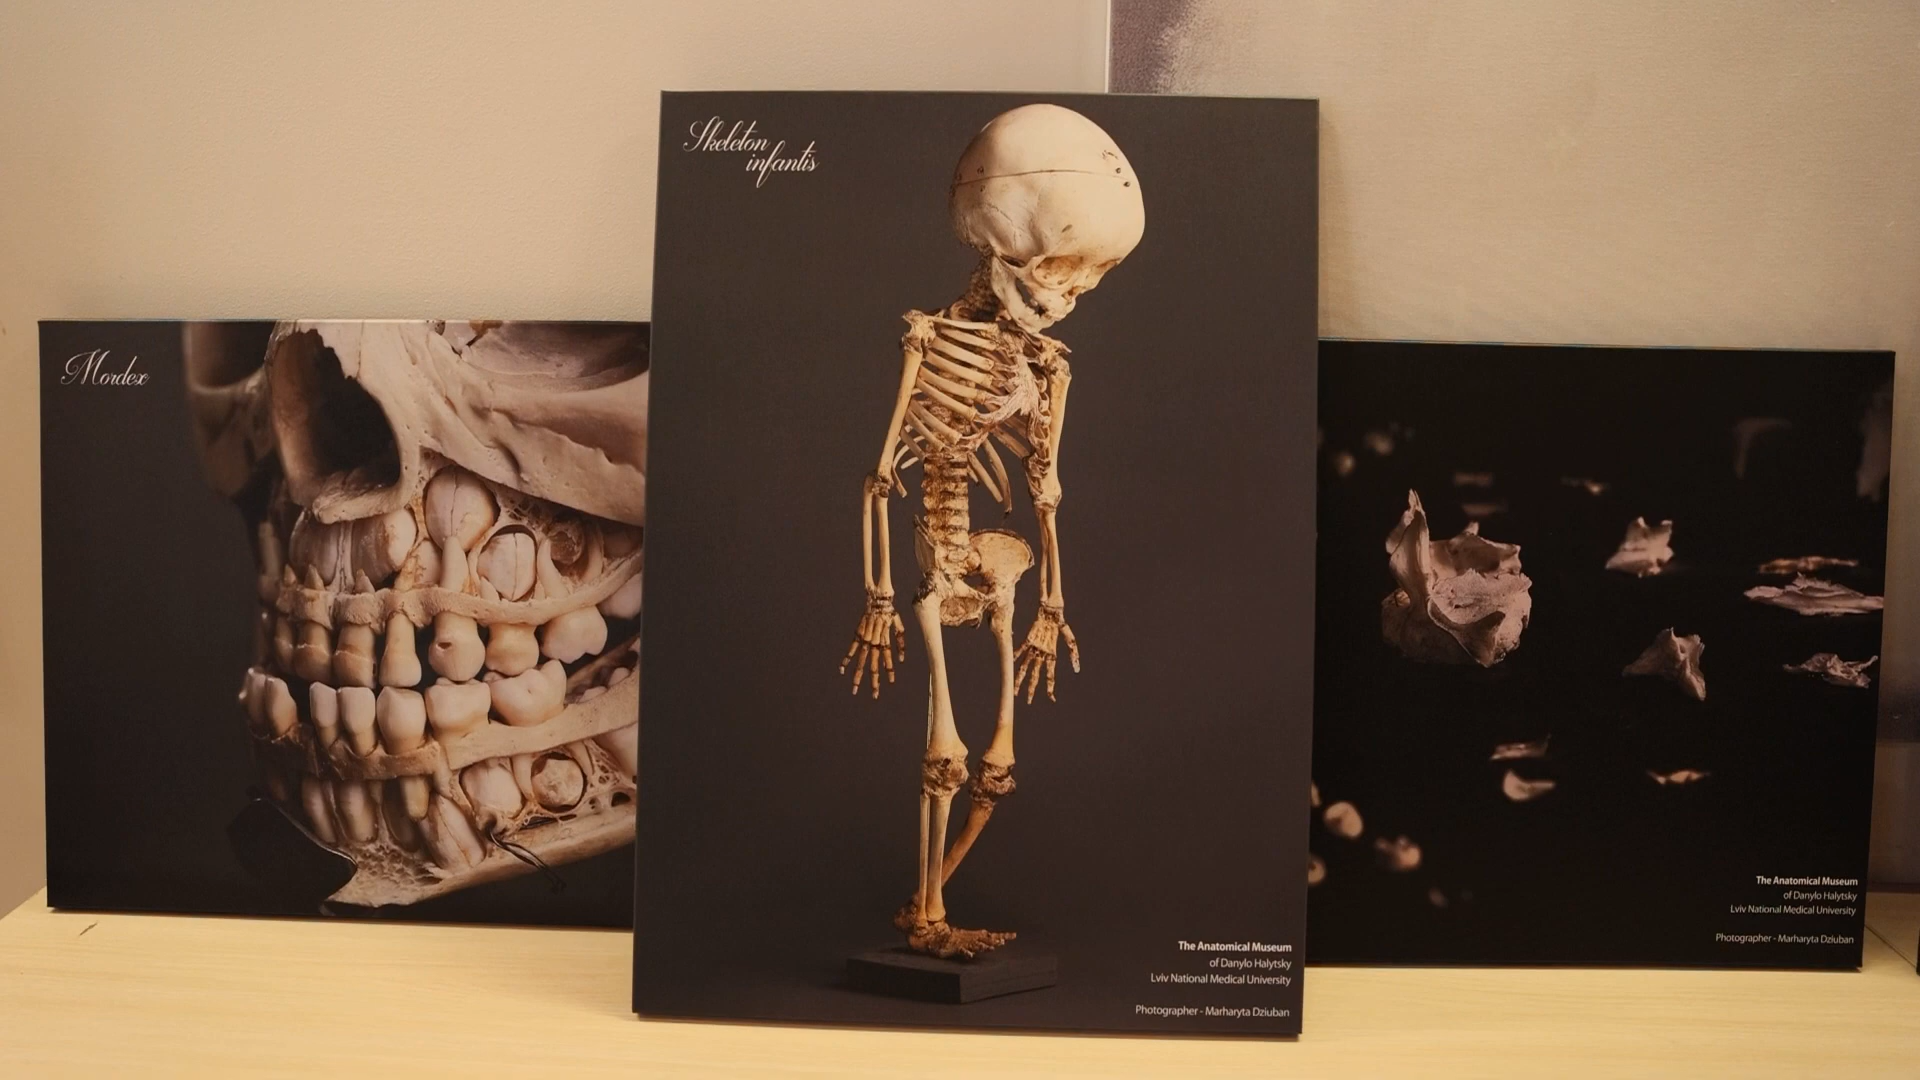 Mordex
Skeleton
infantis
The Anatomical Museum
of Danylo Halytsky
Lviv National Medical University
Photographer - Marharyta Dziuban
The Anatomical Museum
of Danylo Halytsky
Lviv National Medical University
Photographer - Marharyta Dziuban